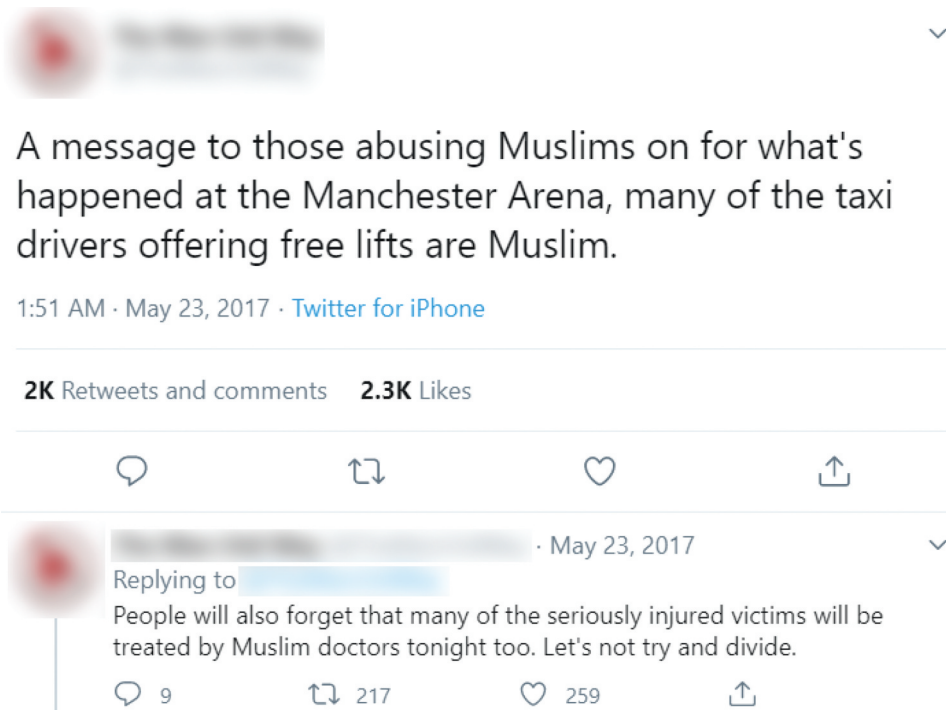 A message to those abusing Muslims on for what's
happened at the Manchester Arena, many of the taxi
drivers offering free lifts are Muslim.
1:51 AM · May 23, 2017 · Twitter for iPhone
2K Retweets and comments 2.3K Likes
· May 23, 2017
Replying to
People will also forget that many of the seriously injured victims will be
treated by Muslim doctors tonight too. Let's not try and divide.
9 217 259